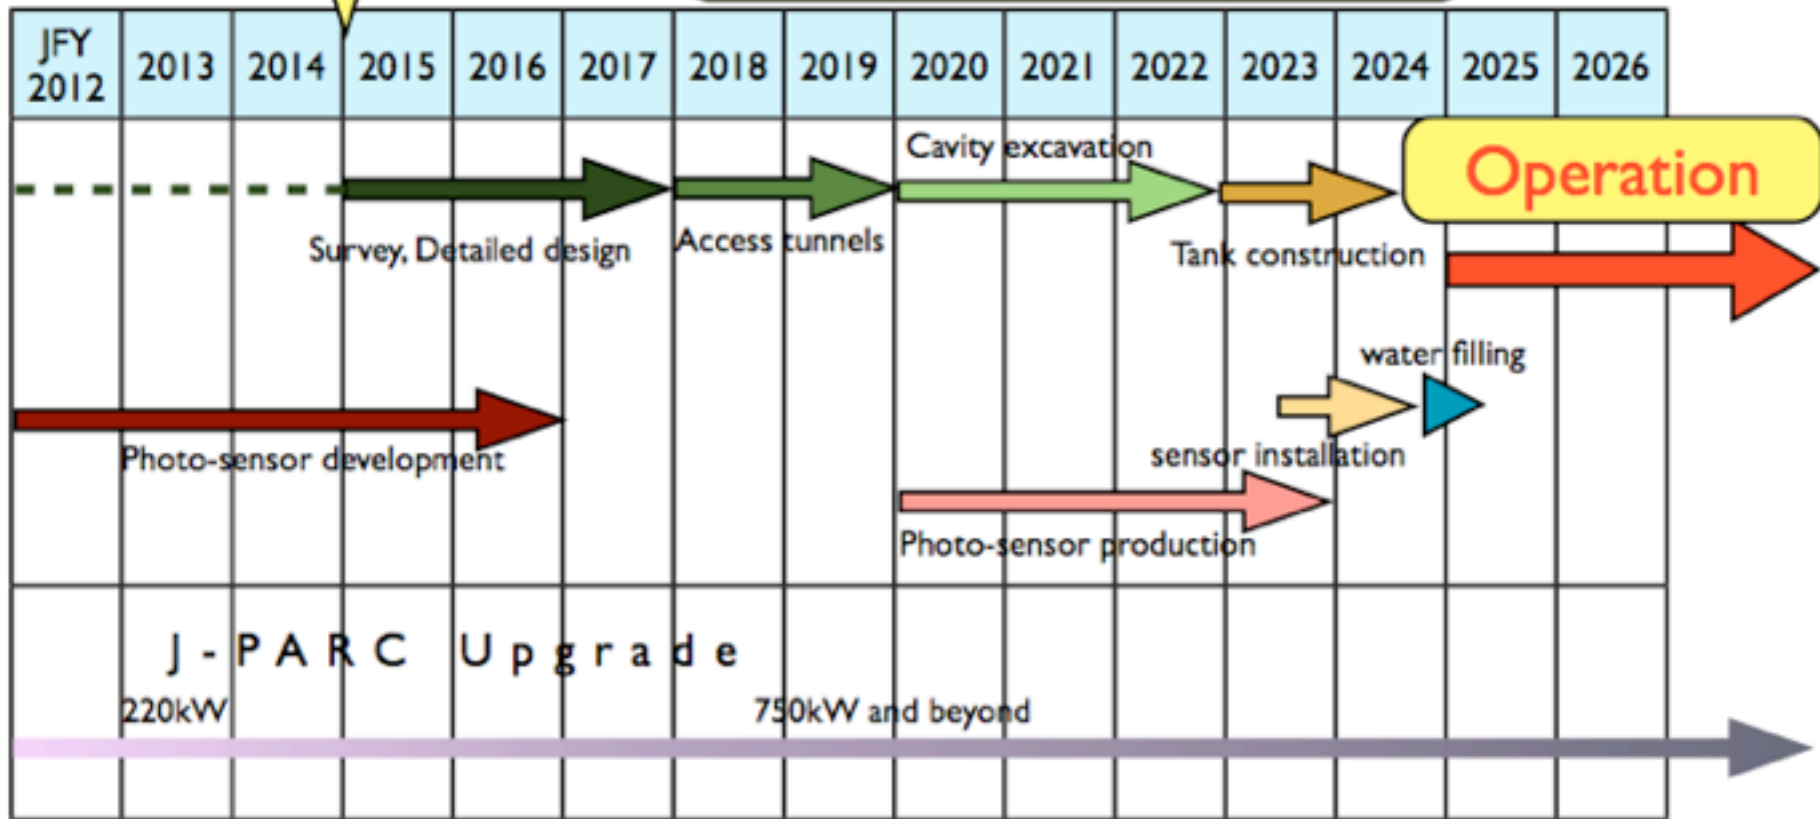 JFY
2012 2013 2014 2015 2016 2017 2018 2019 2020 2021 2022 2023 2024 2025 2026
Cavity excavation
Operation
Survey, Detailed design
Access tunnels
Tank construction
water filling
Photo-sensor development
sensor installation
Photo-sensor production
J-PARC Upgrade
220kW
750kW and beyond